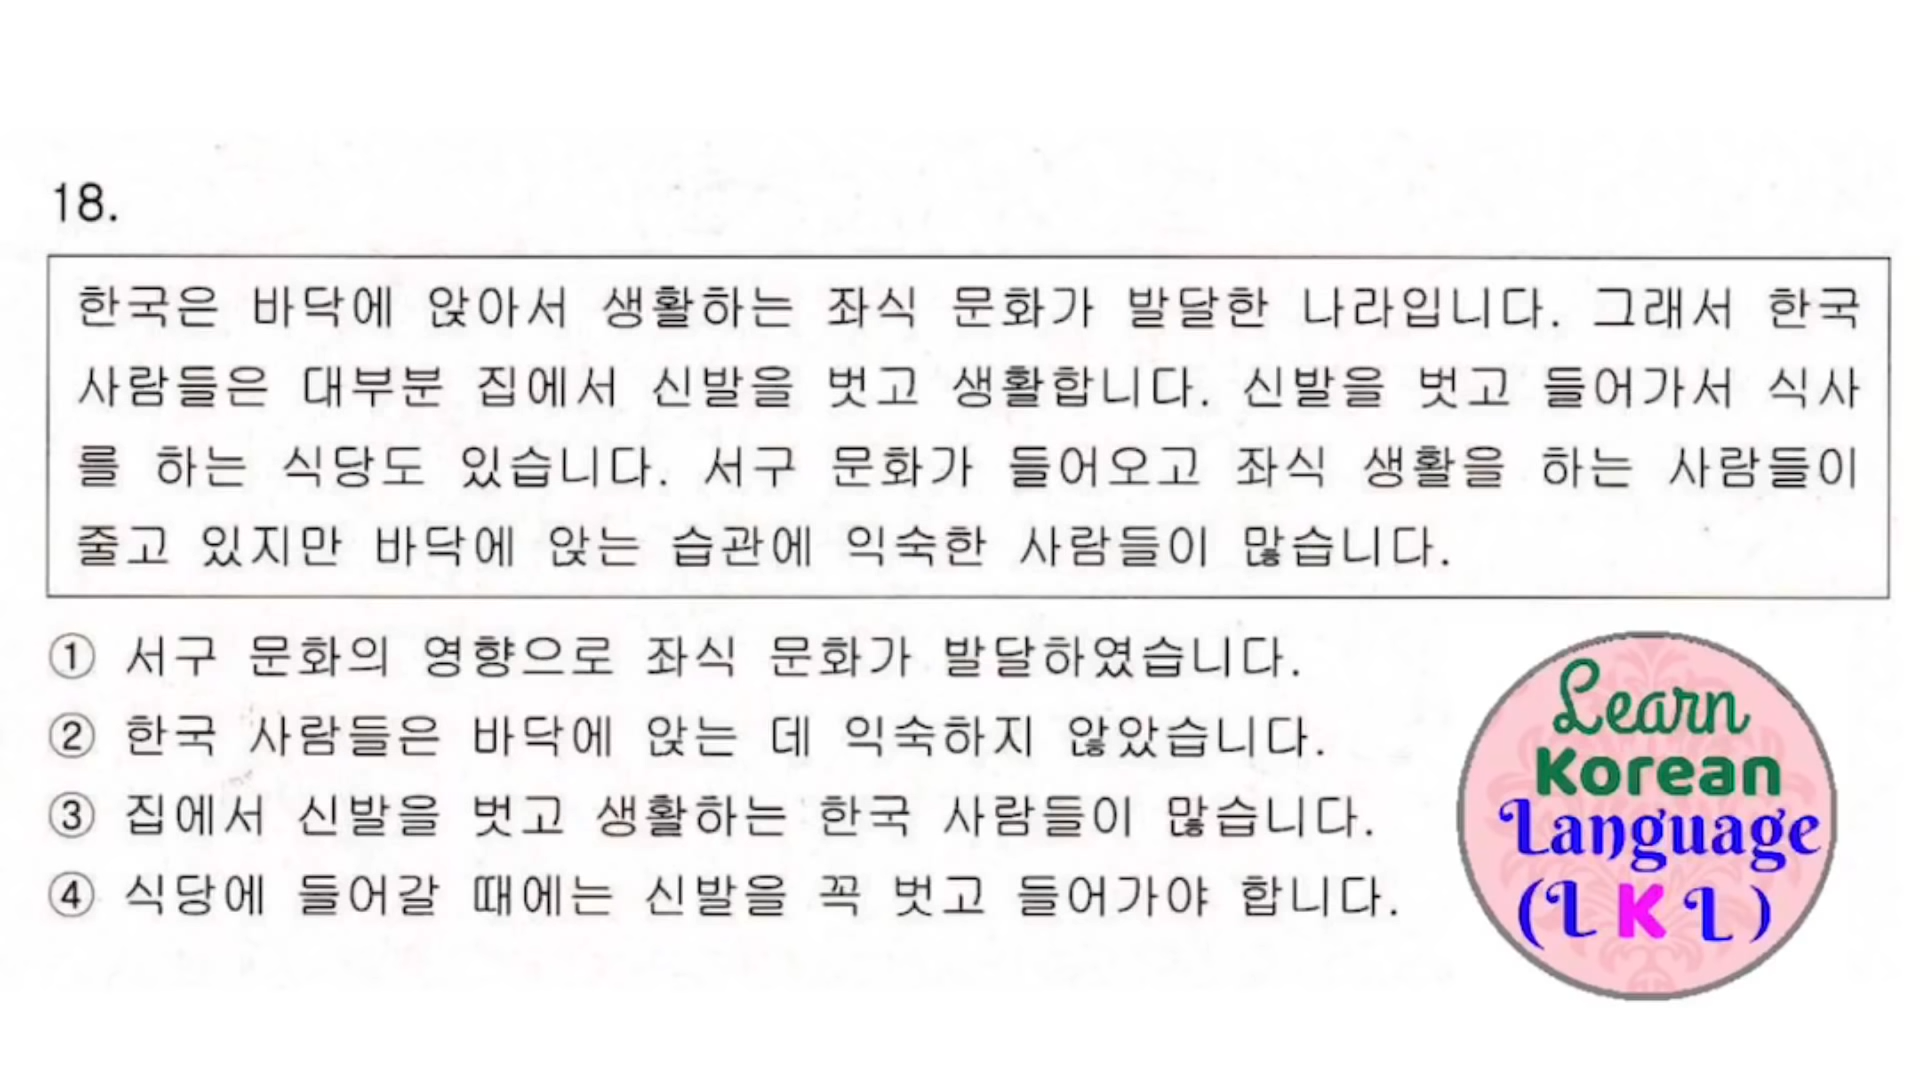 18.
한국은 바닥에 앉아서 생활하는 좌식 문화가 발달한 나라입니다. 그래서 한국
사람들은 대부분 집에서 신발을 벗고 생활합니다. 신발을 벗고 들어가서 식사
를 하는 식당도 있습니다. 서구 문화가 들어오고 좌식 생활을 하는 사람들이
줄고 있지만 바닥에 앉는 습관에 익숙한 사람들이 많습니다.
① 서구 문화의 영향으로 좌식 문화가 발달하였습니다.
② 한국 사람들은 바닥에 앉는 데 익숙하지 않았습니다.
③ 집에서 신발을 벗고 생활하는 한국 사람들이 많습니다.
④ 식당에 들어갈 때에는 신발을 꼭 벗고 들어가야 합니다.
Learn
Korean
Language
(L K L)